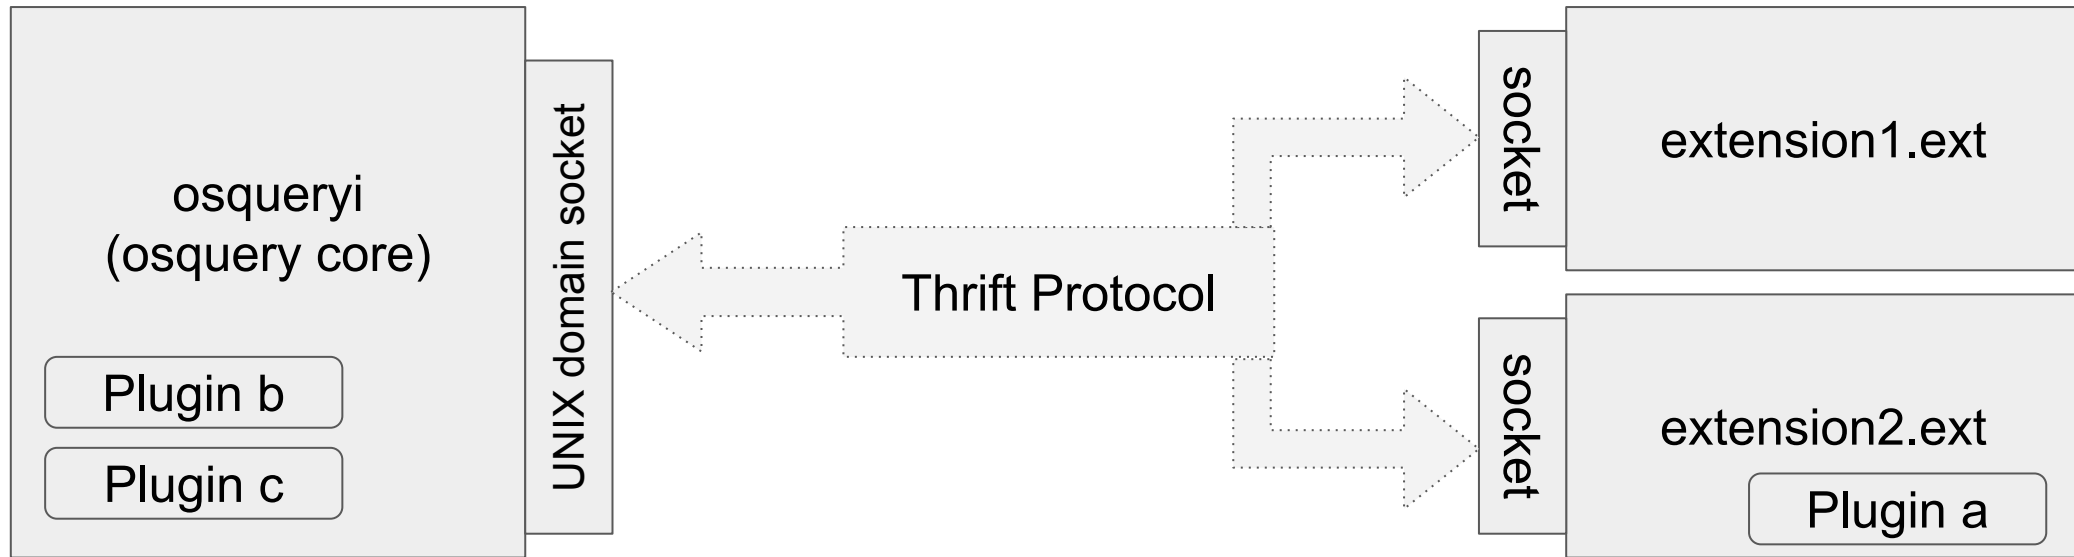 osqueryi
(osquery core)
Plugin b
Plugin c
UNIX domain socket
Thrift Protocol
socket
extension1.ext
socket
extension2.ext
Plugin a